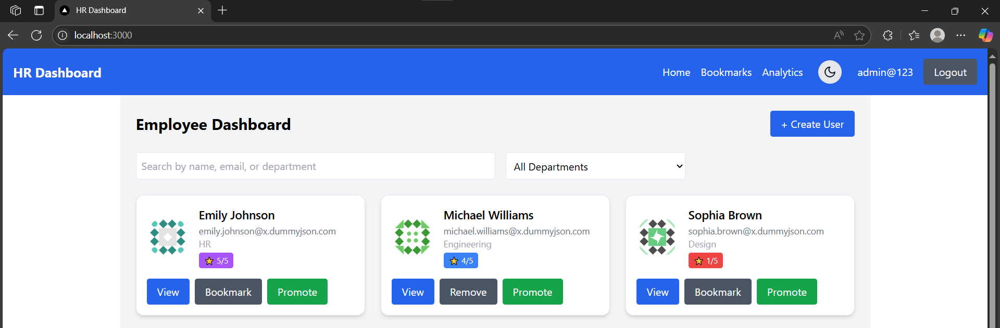 HR Dashboard
localhost:3000
HR Dashboard
Home Bookmarks Analytics admin@123 Logout
Employee Dashboard
+ Create User
Search by name, email, or department
All Departments
Emily Johnson
emily.johnson@x.dummyjson.com
HR
5/5
View Bookmark Promote
Michael Williams
michael.williams@x.dummyjson.com
Engineering
4/5
View Remove Promote
Sophia Brown
sophia.brown@x.dummyjson.com
Design
1/5
View Bookmark Promote